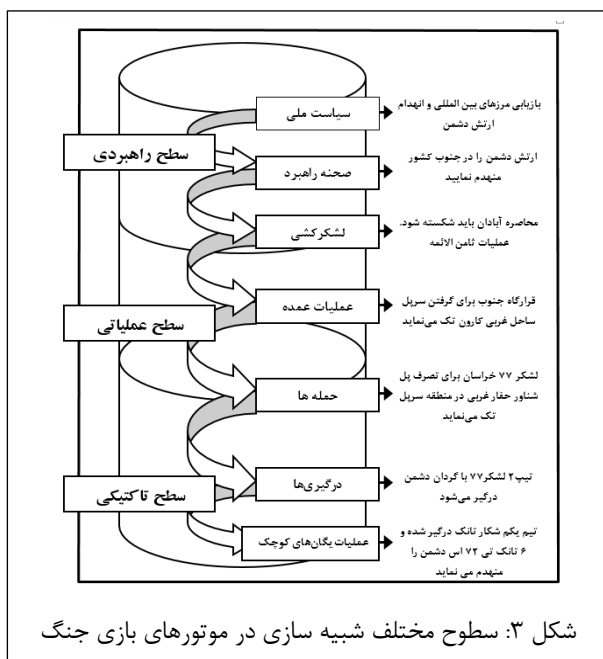 سیاست ملی
بازیابی مرزهای بین المللی و انهدام
ارتش دشمن
سطح راهبردی
صحنه راهبرد
ارتش دشمن را در جنوب کشور
منهدم نمایید
لشکرکشی
محاصره آبادان باید شکسته شود.
عملیات ثامن الائمه
سطح عملیاتی
عملیات عمده
قرارگاه جنوب برای گرفتن سرپل
ساحل غربی کارون تک می‌نماید
حمله ها
لشکر ۷۷ خراسان برای تصرف پل
شناور حفار غربی در منطقه سرپل
تک می‌نماید
سطح تاکتیکی
درگیری‌ها
تیپ۲ لشکر۷۷ با گردان دشمن
درگیر می‌شود
عملیات یگان‌های کوچک
تیم یکم شکار تانک درگیر شده و
۶ تانک تی ۷۲ اس دشمن را
منهدم می نماید
شکل ۳: سطوح مختلف شبیه سازی در موتورهای بازی جنگ